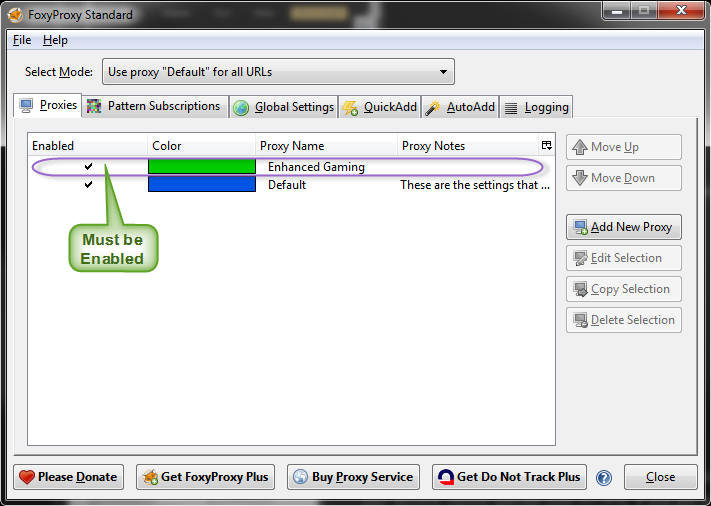 FoxyProxy Standard
File Help
Select Mode: Use proxy "Default" for all URLs
Proxies Pattern Subscriptions Global Settings QuickAdd AutoAdd Logging
Enabled Color Proxy Name Proxy Notes
Enhanced Gaming
Default These are the settings that ...
Must be
Enabled
Move Up
Move Down
Add New Proxy
Edit Selection
Copy Selection
Delete Selection
Please Donate Get FoxyProxy Plus Buy Proxy Service Get Do Not Track Plus ? Close